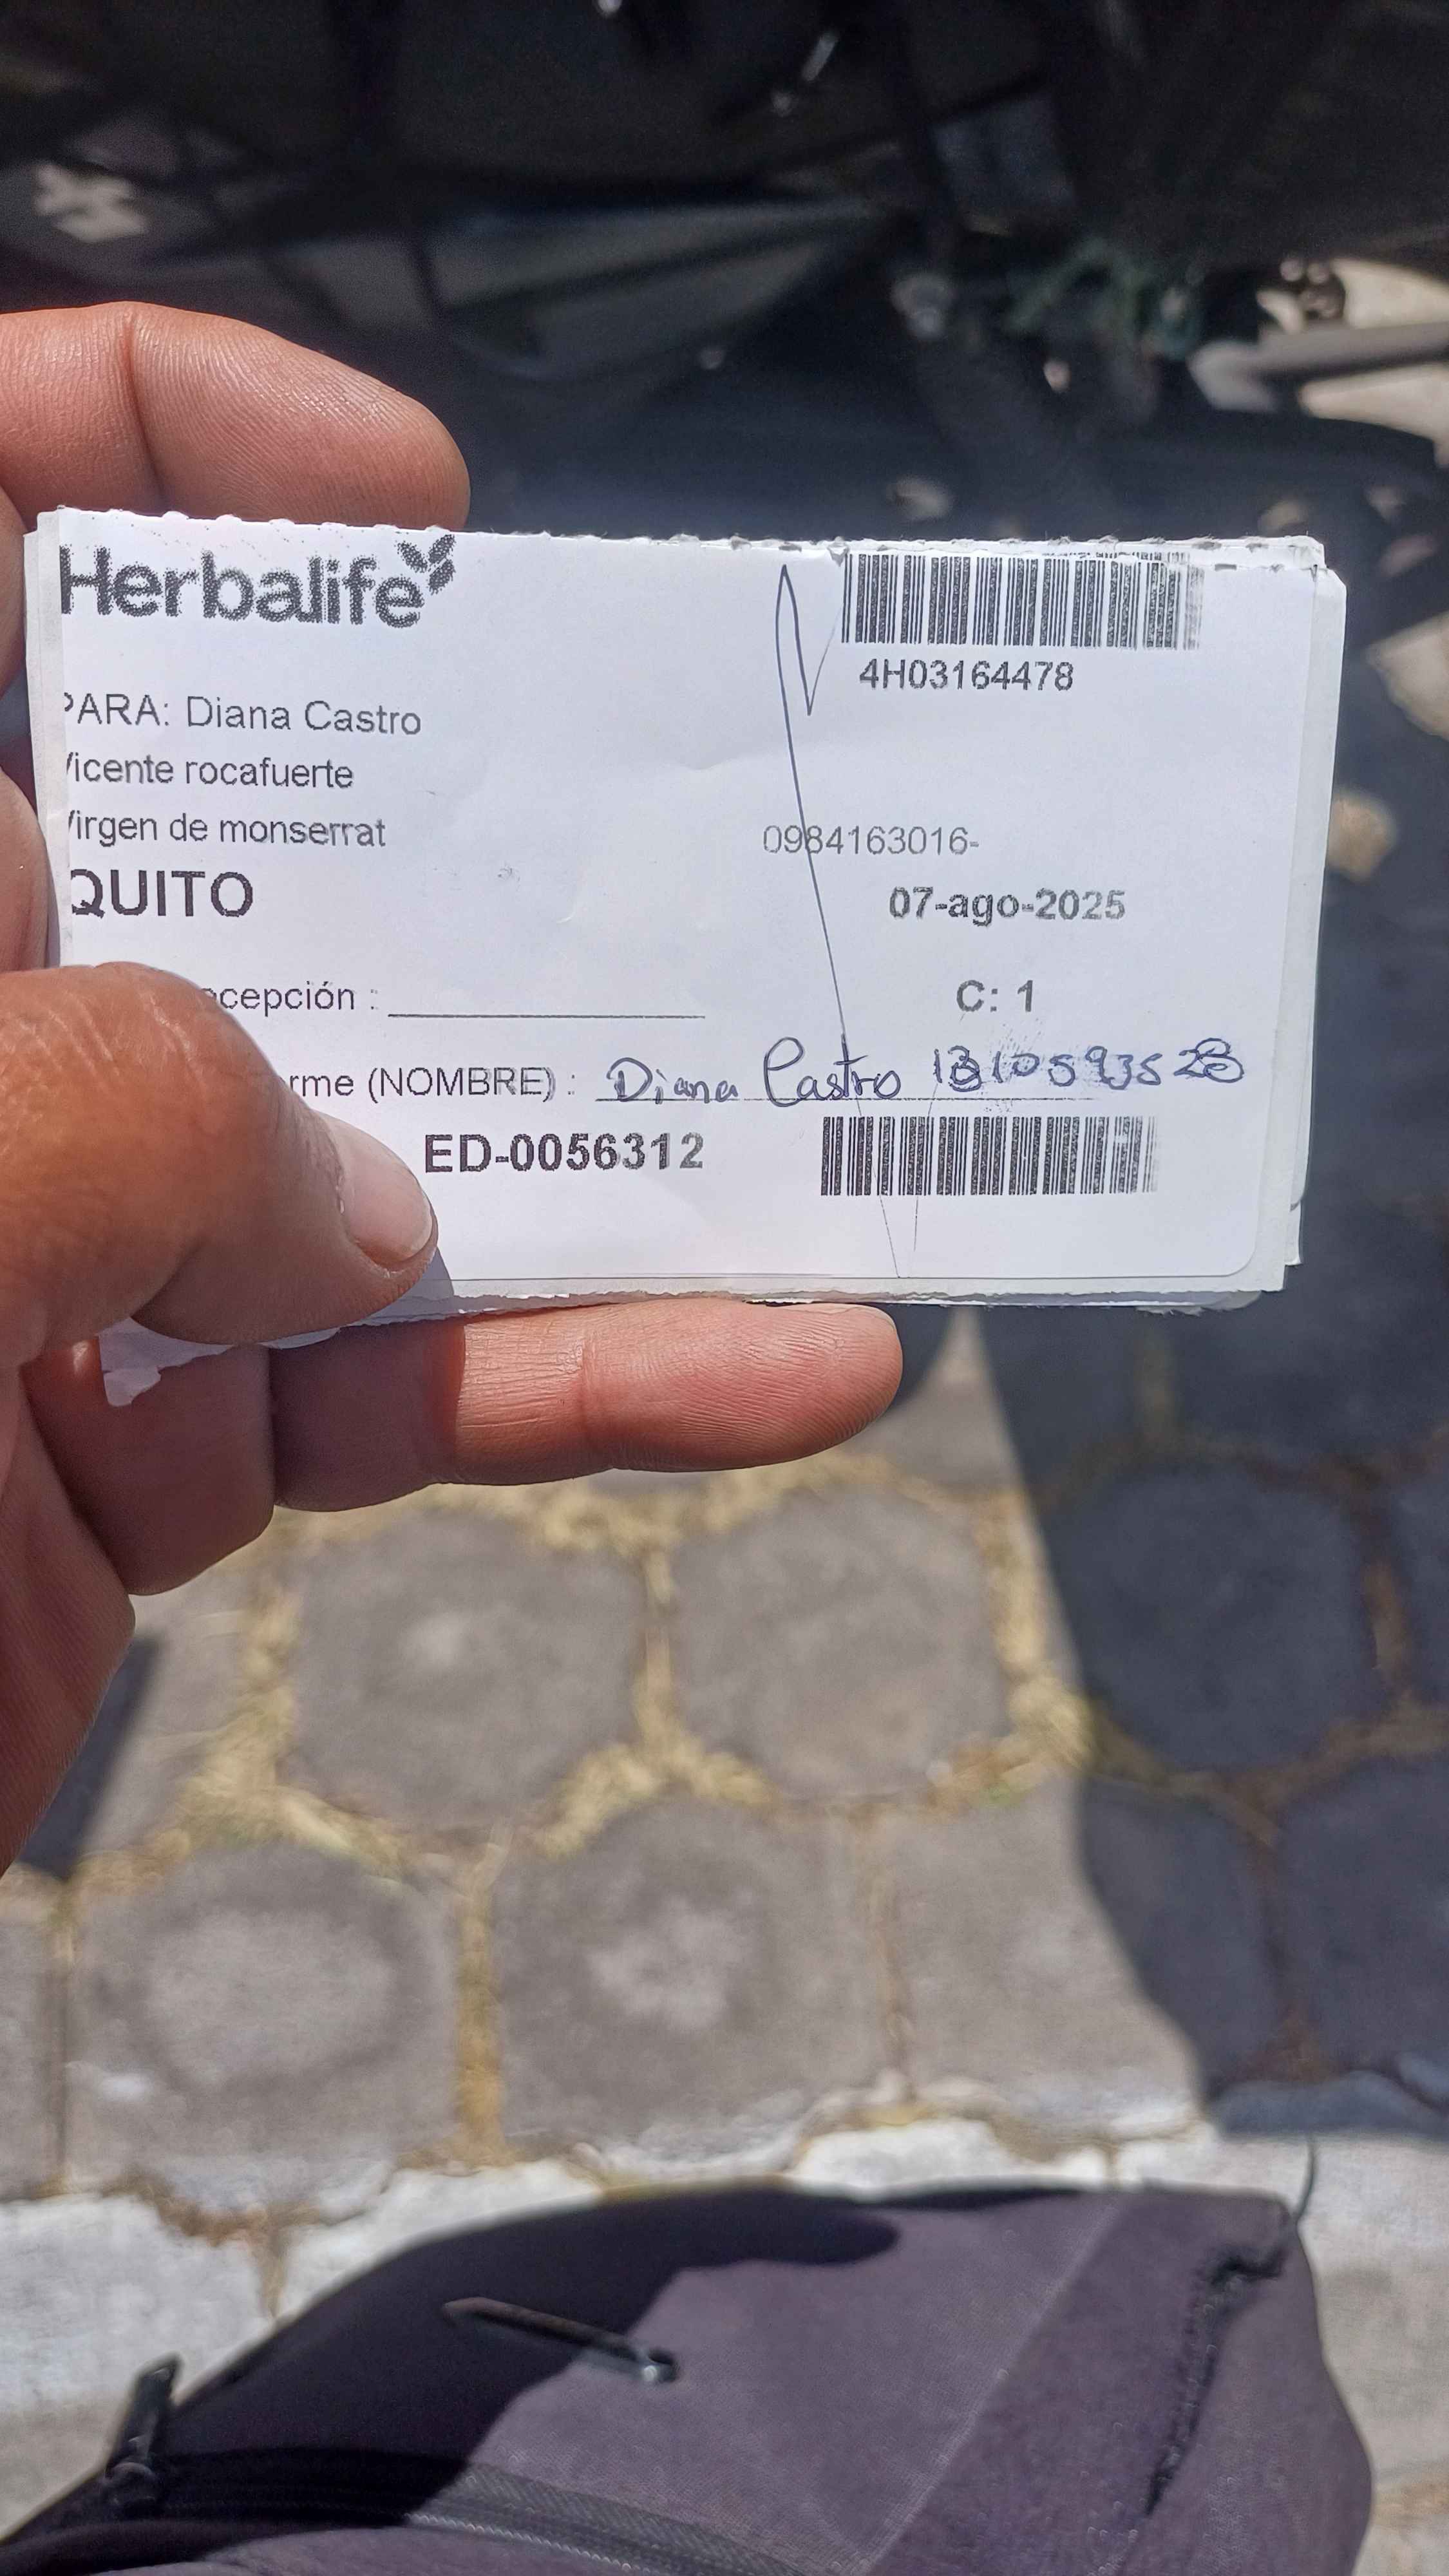 Herbalife
4H03164478
PARA: Diana Castro
Vicente rocafuerte
Virgen de monserrat
0984163016-
QUITO
07-ago-2025
ecepción :
C: 1
rme (NOMBRE) : Diana Castro
ED-0056312